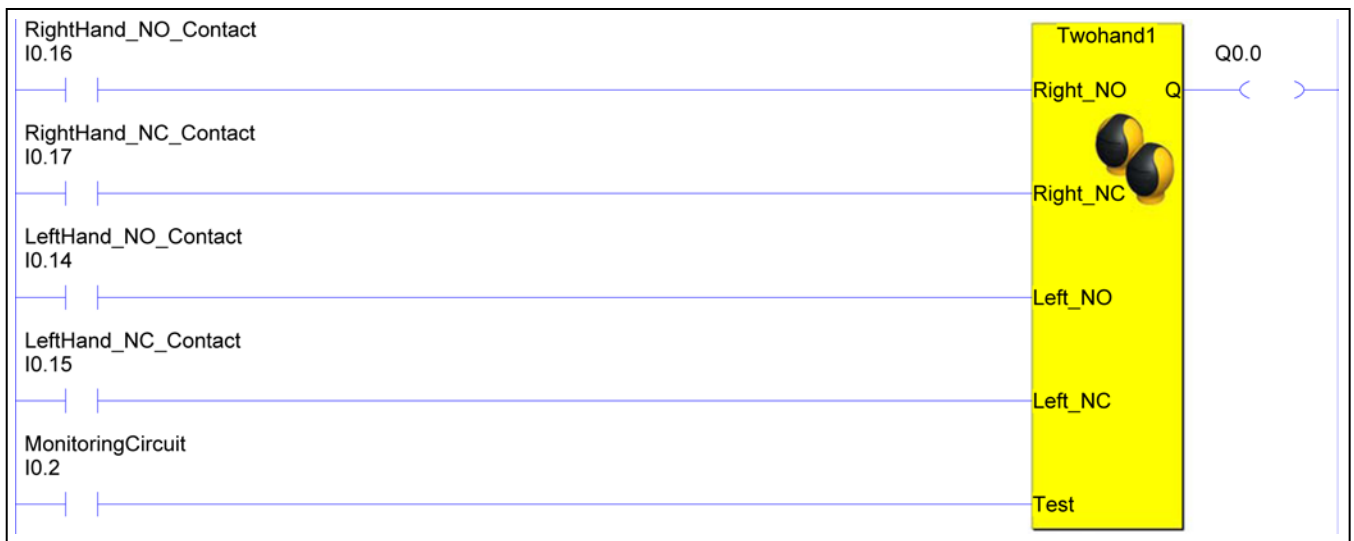 RightHand_NO_Contact
I0.16
Twohand1
Q0.0
Right_NO Q
RightHand_NC_Contact
I0.17
Right_NC
LeftHand_NO_Contact
I0.14
Left_NO
LeftHand_NC_Contact
I0.15
Left_NC
MonitoringCircuit
I0.2
Test